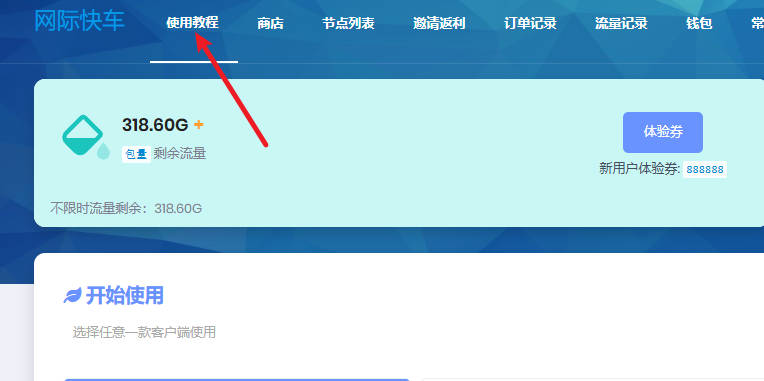 网际快车
使用教程 商店 节点列表 邀请返利 订单记录 流量记录 钱包 常
318.60G +
包量 剩余流量
体验券
新用户体验券: 888888
不限时流量剩余：318.60G
开始使用
选择任意一款客户端使用